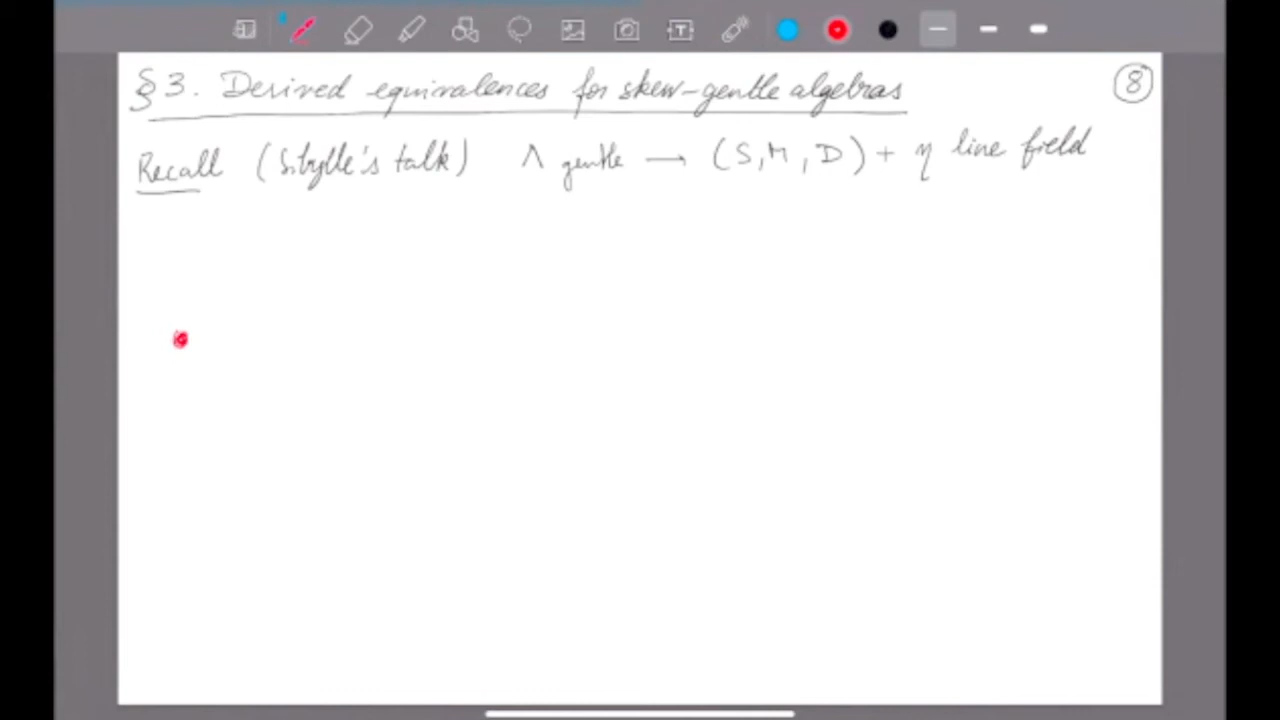 §3. Derived equivalences for skew-gentle algebras
⑧
Recall (Sibylle's talk) Λ gentle → (S, M, D) + η line field